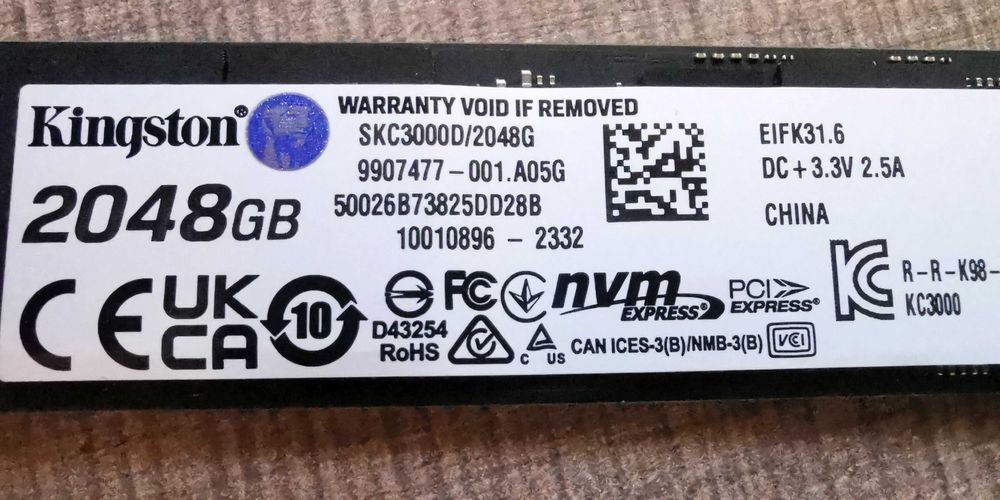 Kingston®
WARRANTY VOID IF REMOVED
SKC3000D/2048G
9907477-001.A05G
50026B73825DD28B
10010896 - 2332
2048GB
EIFK31.6
DC+3.3V 2.5A
CHINA
CE
UK
CA
10
D43254
RoHS
FC
nvm
EXPRESS®
PCI
EXPRESS®
c US
CAN ICES-3(B)/NMB-3(B)
VCI
KC
R-R-K98-
KC3000